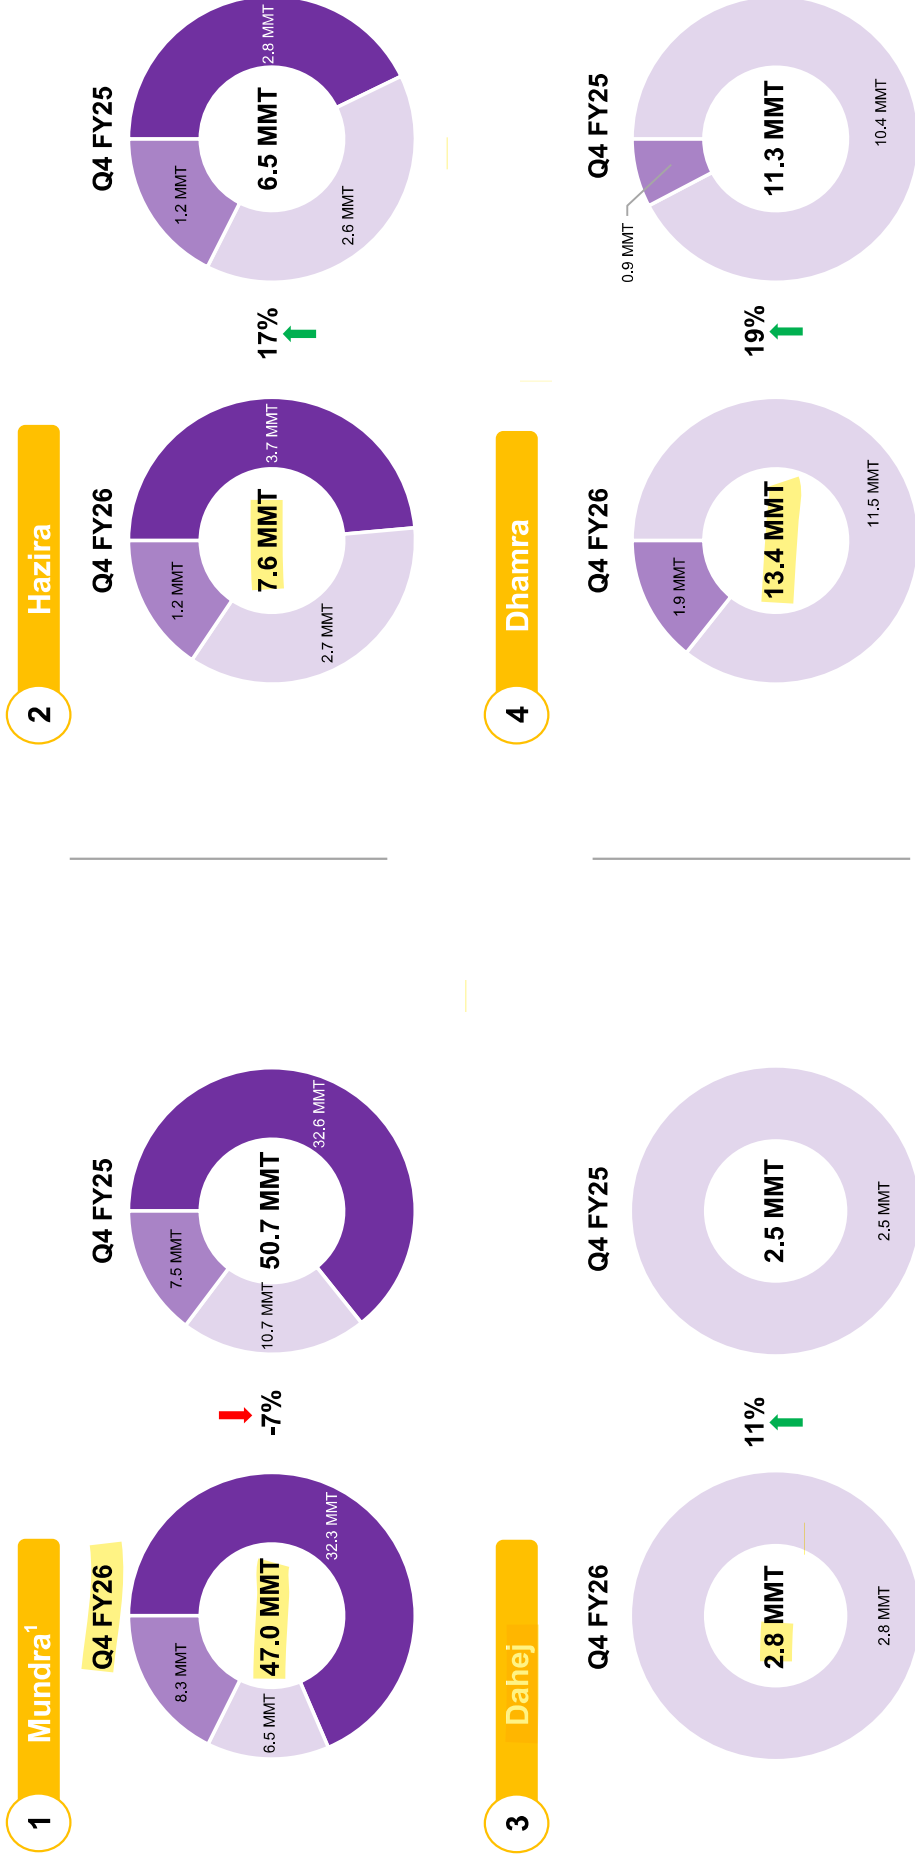 1
Mundra¹
Q4 FY26
8.3 MMT
6.5 MMT
47.0 MMT
32.3 MMT
-7%
Q4 FY25
7.5 MMT
10.7 MMT
50.7 MMT
32.6 MMT
2
Hazira
Q4 FY26
1.2 MMT
7.6 MMT
3.7 MMT
2.7 MMT
17%
Q4 FY25
1.2 MMT
6.5 MMT
2.8 MMT
2.6 MMT
3
Dahej
Q4 FY26
2.8 MMT
2.8 MMT
11%
Q4 FY25
2.5 MMT
2.5 MMT
4
Dhamra
Q4 FY26
1.9 MMT
13.4 MMT
11.5 MMT
19%
Q4 FY25
0.9 MMT
11.3 MMT
10.4 MMT